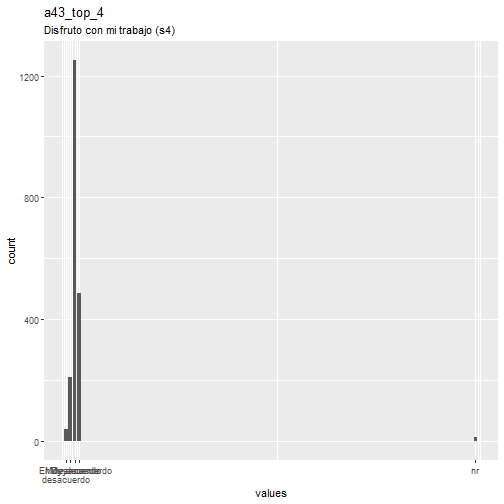 a43_top_4
Disfruto con mi trabajo (s4)
1200
800
400
0
count
desacuerdo
nr
values